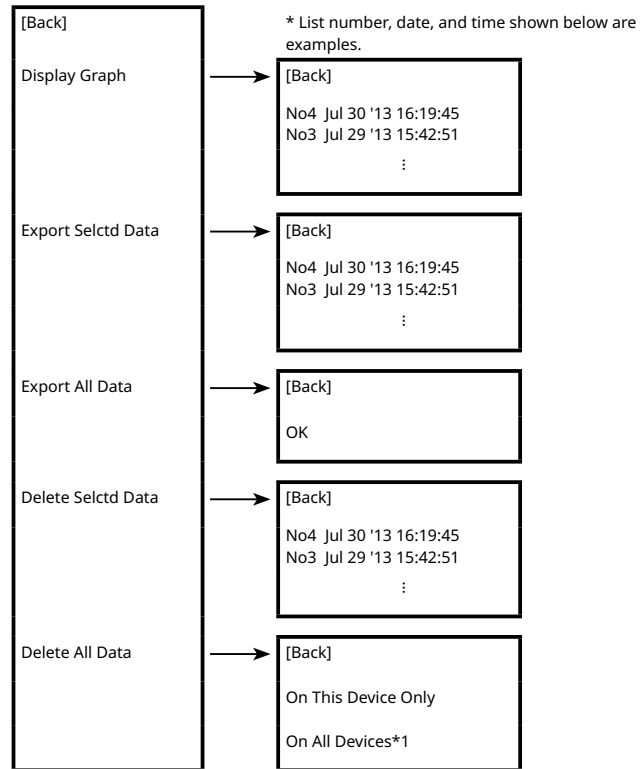 [Back]
* List number, date, and time shown below are
examples.
Display Graph
[Back]
No4 Jul 30 '13 16:19:45
No3 Jul 29 '13 15:42:51
⋮
Export Selctd Data
[Back]
No4 Jul 30 '13 16:19:45
No3 Jul 29 '13 15:42:51
⋮
Export All Data
[Back]
OK
Delete Selctd Data
[Back]
No4 Jul 30 '13 16:19:45
No3 Jul 29 '13 15:42:51
⋮
Delete All Data
[Back]
On This Device Only
On All Devices*1